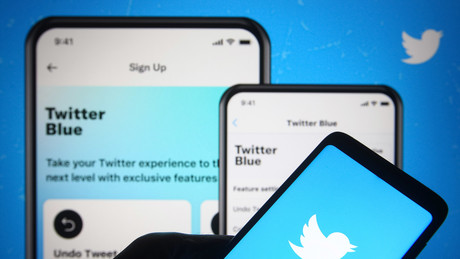 9:41
Sign Up
Twitter
Blue
Take your Twitter experience to th
next level with exclusive features
Undo Tweet
9:41
Twitter Blue
Twitter
Blue
Feature setti
Undo Tw